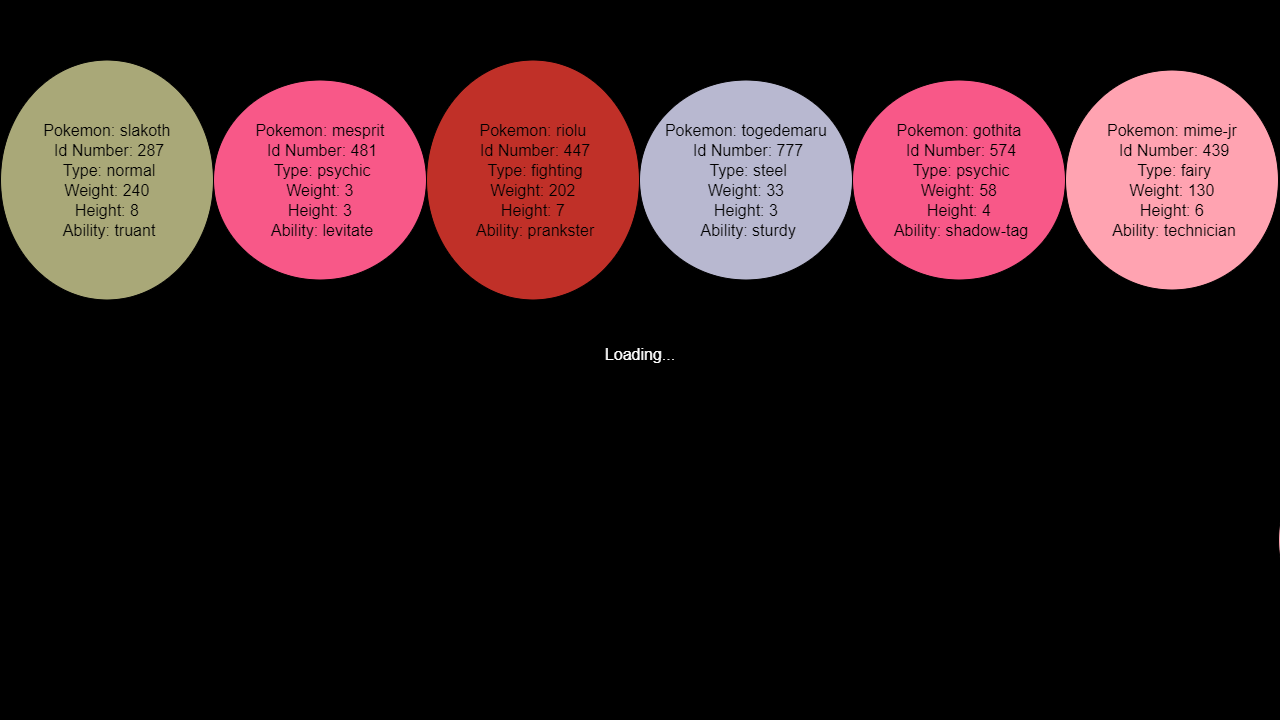 Pokemon: slakoth
Id Number: 287
Type: normal
Weight: 240
Height: 8
Ability: truant
Pokemon: mesprit
Id Number: 481
Type: psychic
Weight: 3
Height: 3
Ability: levitate
Pokemon: riolu
Id Number: 447
Type: fighting
Weight: 202
Height: 7
Ability: prankster
Pokemon: togedemaru
Id Number: 777
Type: steel
Weight: 33
Height: 3
Ability: sturdy
Pokemon: gothita
Id Number: 574
Type: psychic
Weight: 58
Height: 4
Ability: shadow-tag
Pokemon: mime-jr
Id Number: 439
Type: fairy
Weight: 130
Height: 6
Ability: technician
Loading...